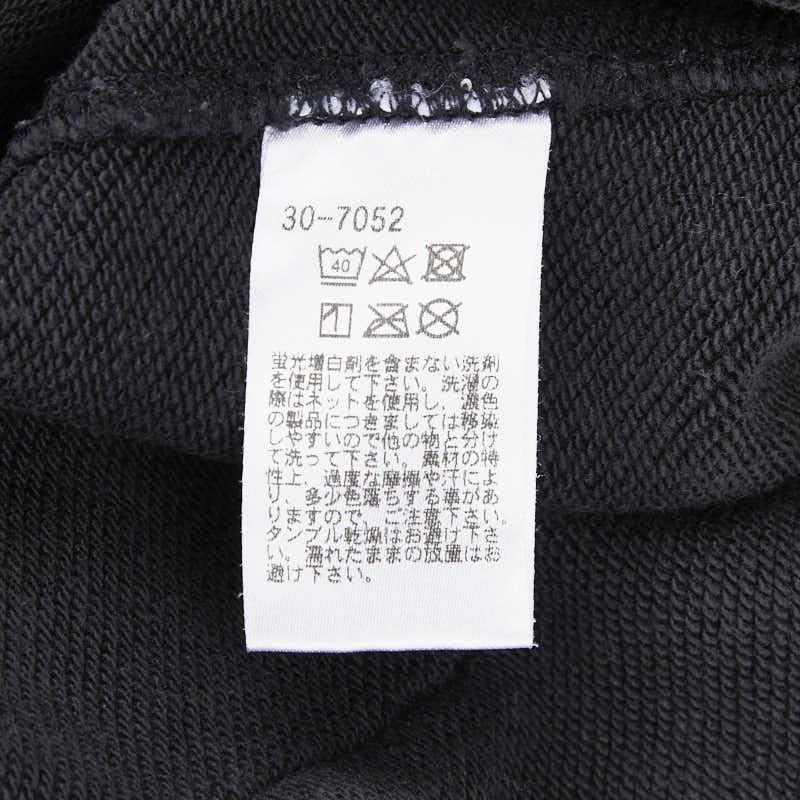 30-7052
40
蛍光増白剤を含まない洗剤
を使用して下さい。洗濯の
際はネットを使用し、濃色
の製品につきましては移染
しやすいので他の物と分け
て洗って下さい。素材の特
性上、過度な摩擦や汗によ
り、多少色落ちする事があ
りますのでご注意下さい。
タンブル乾燥はお避け下さ
い。濡れたままの放置はお
避け下さい。